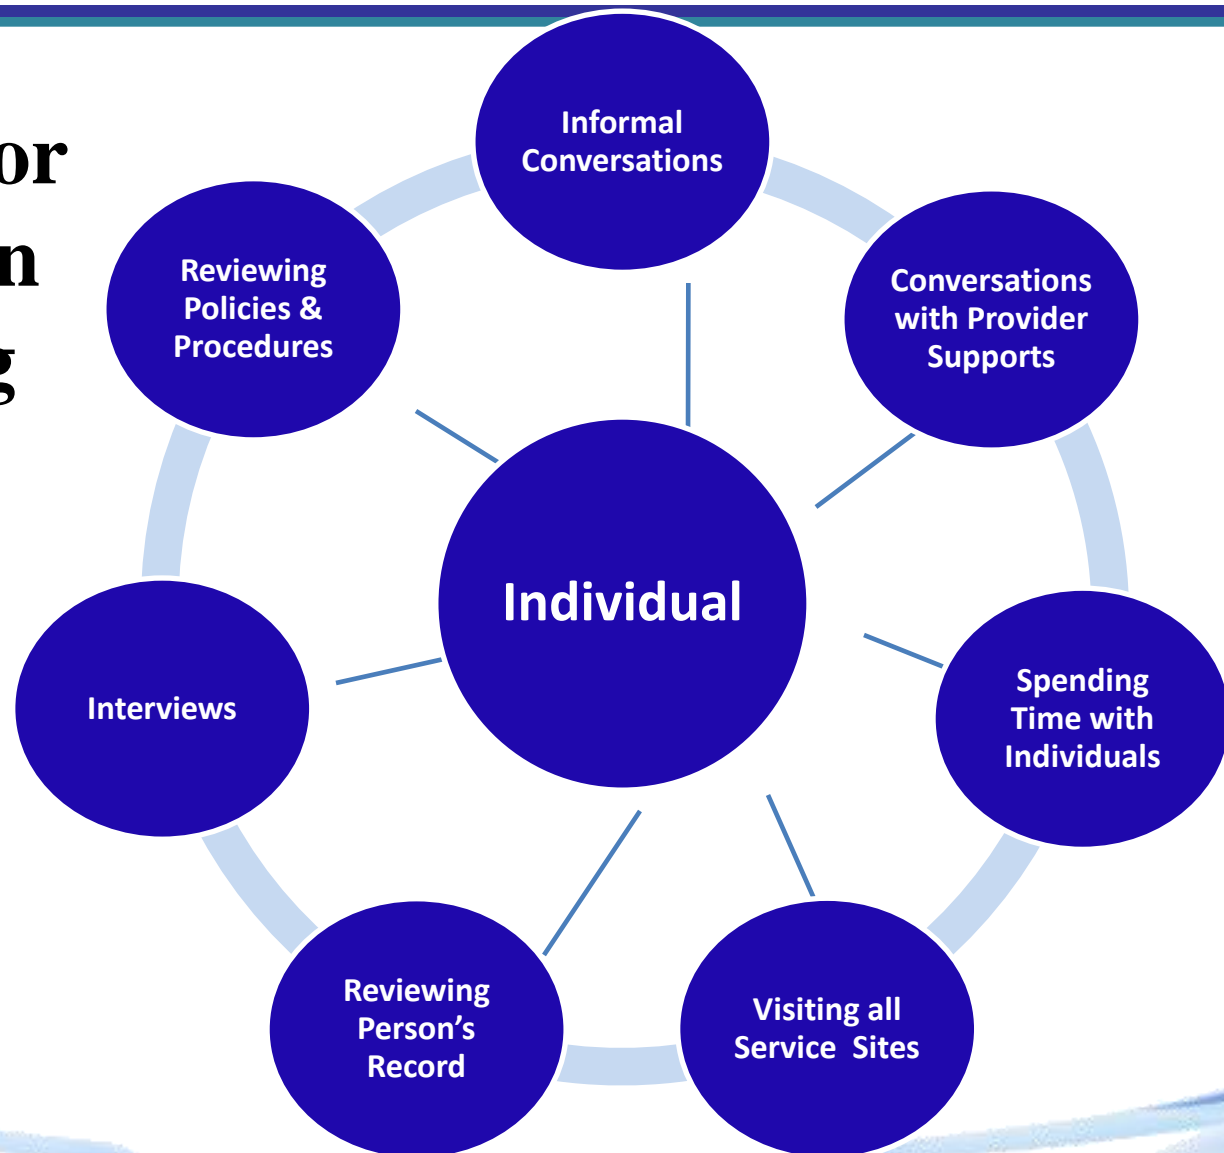 or
n
g
Informal
Conversations
Conversations
with Provider
Supports
Spending
Time with
Individuals
Visiting all
Service  Sites
Reviewing
Person’s
Record
Interviews
Reviewing
Policies &
Procedures
Individual